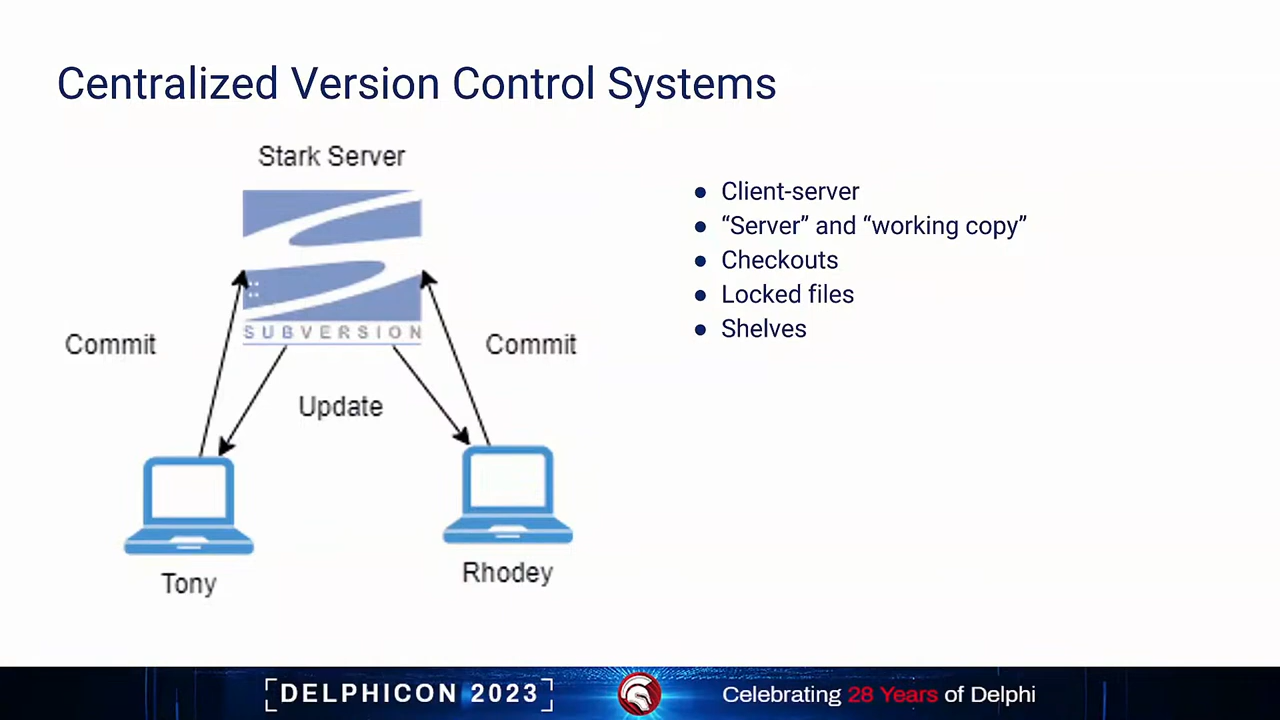 Centralized Version Control Systems
Stark Server
SUBVERSION
Commit
Commit
Update
Tony
Rhodey
● Client-server
● “Server” and “working copy”
● Checkouts
● Locked files
● Shelves
[DELPHICON 2023]
Celebrating 28 Years of Delphi